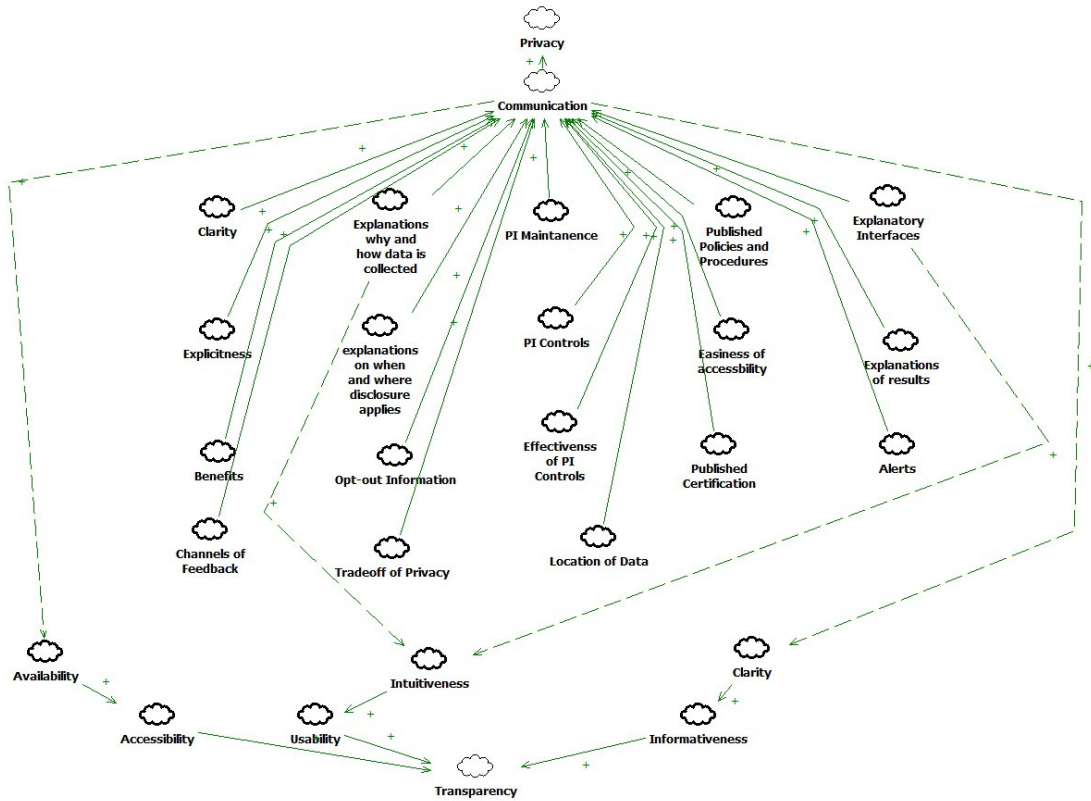 Privacy
+
Communication
+
+
+
+
+
+
+
Clarity
Explanations
why and
how data is
collected
PI Maintanence
Published
Policies and
Procedures
Explanatory
Interfaces
+
+
+
+
+
+
+
+
+
+
+
+
+
Explicitness
explanations
on when
and where
disclosure
applies
PI Controls
Easiness of
accessbility
Explanations
of results
+
+
Benefits
Opt-out Information
Effectivenss
of PI
Controls
Published
Certification
Alerts
+
+
Channels of
Feedback
Tradeoff of Privacy
Location of Data
Availability
Intuitiveness
Clarity
+
+
+
Accessibility
Usability
Informativeness
+
+
Transparency